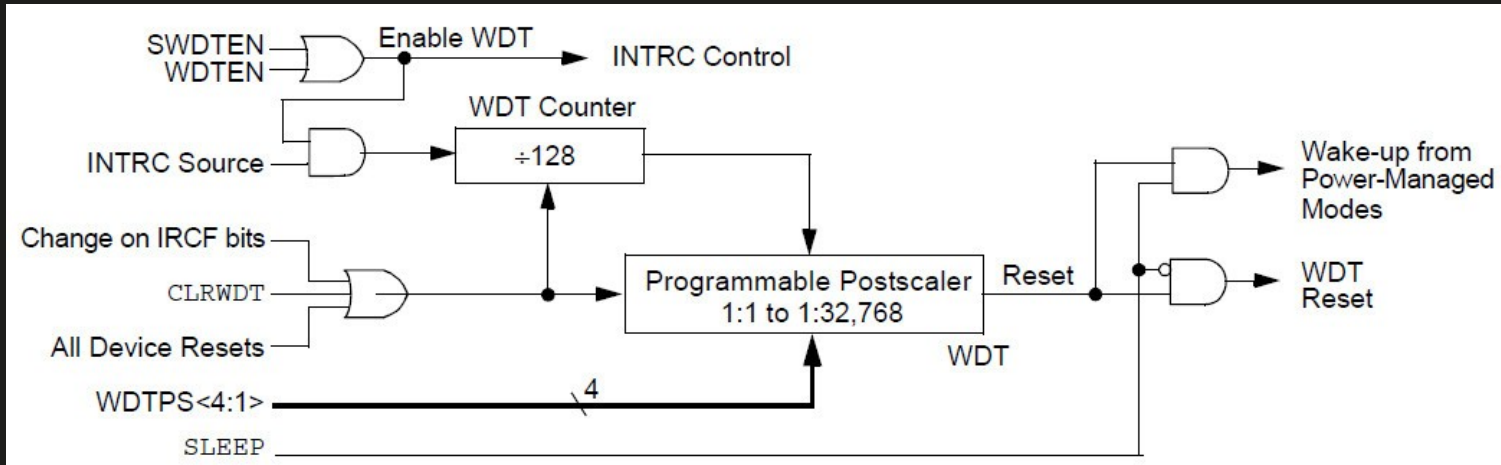 SWDTEN
WDTEN
Enable WDT
INTRC Control
WDT Counter
INTRC Source
÷128
Wake-up from
Power-Managed
Modes
Change on IRCF bits
CLRWDT
All Device Resets
Programmable Postscaler
1:1 to 1:32,768
Reset
WDT
Reset
WDT
WDTPS<4:1>
4
SLEEP